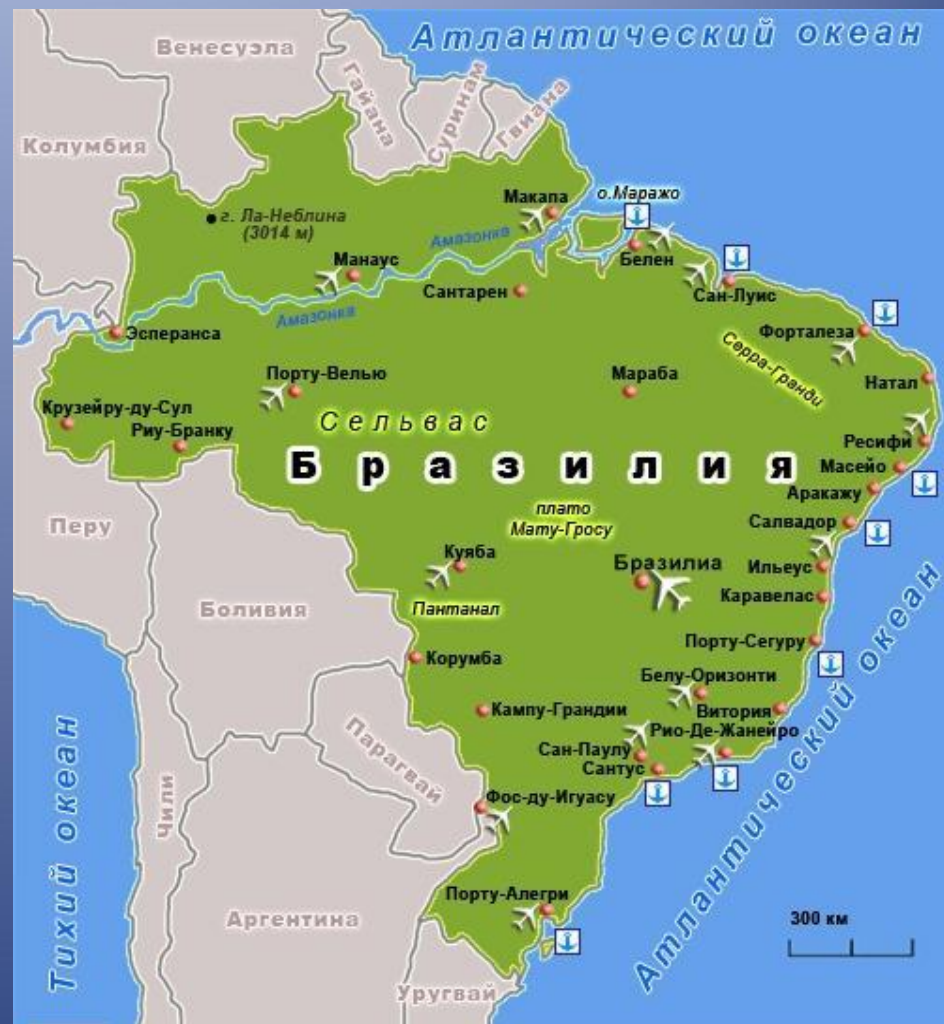 Атлантический океан
Венесуэла
Гайана
Суринам
Гвиана
Колумбия
Макапа
о.Маражо
г. Ла-Неблина
(3014 м)
Амазонка
Белен
Манаус
Сантарен
Сан-Луис
Амазонка
Эсперанса
Форталеза
Серра-Гранди
Порту-Велью
Мараба
Натал
Крузейру-ду-Сул
Сельвас
Риу-Бранку
Ресифи
Бразилия
Масейо
Аракажу
Перу
плато
Мату-Гросу
Салвадор
Куяба
Бразилиа
Ильеус
Пантанал
Каравелас
Боливия
Порту-Сегуру
Корумба
Белу-Оризонти
Кампу-Грандии
Витория
Рио-Де-Жанейро
Парагвай
Сан-Паулу
Сантус
Чили
Фос-ду-Игуасу
Тихий океан
Атлантический океан
Порту-Алегри
Аргентина
300 км
Уругвай